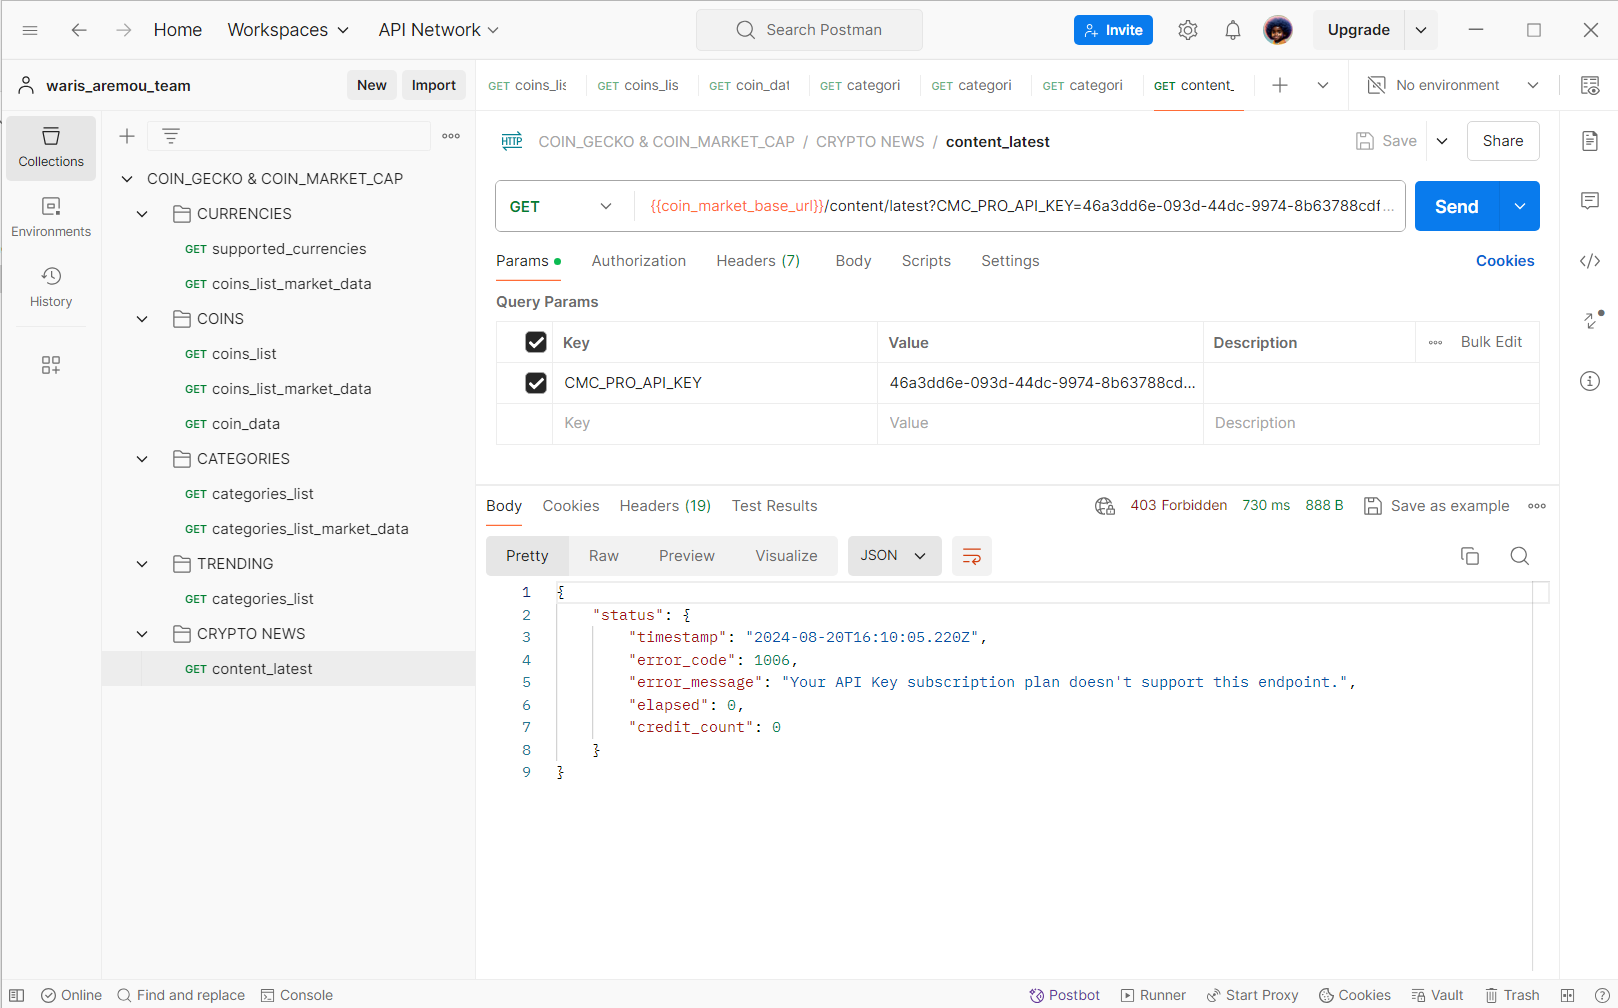 Home Workspaces API Network Search Postman Invite Upgrade
waris_aremou_team New Import GET coins_lis GET coins_lis GET coin_dat GET categori GET categori GET categori GET content_ No environment
Collections
Environments
History
COIN_GECKO & COIN_MARKET_CAP
CURRENCIES
GET supported_currencies
GET coins_list_market_data
COINS
GET coins_list
GET coins_list_market_data
GET coin_data
CATEGORIES
GET categories_list
GET categories_list_market_data
TRENDING
GET categories_list
CRYPTO NEWS
GET content_latest
HTTP COIN_GECKO & COIN_MARKET_CAP / CRYPTO NEWS / content_latest Save Share
GET {{coin_market_base_url}}/content/latest?CMC_PRO_API_KEY=46a3dd6e-093d-44dc-9974-8b63788cdf... Send
Params Authorization Headers (7) Body Scripts Settings Cookies
Query Params
Key Value Description Bulk Edit
CMC_PRO_API_KEY 46a3dd6e-093d-44dc-9974-8b63788cd...
Key Value Description
Body Cookies Headers (19) Test Results 403 Forbidden 730 ms 888 B Save as example
Pretty Raw Preview Visualize JSON
1 {
2 "status": {
3 "timestamp": "2024-08-20T16:10:05.220Z",
4 "error_code": 1006,
5 "error_message": "Your API Key subscription plan doesn't support this endpoint.",
6 "elapsed": 0,
7 "credit_count": 0
8 }
9 }
Online Find and replace Console Postbot Runner Start Proxy Cookies Vault Trash